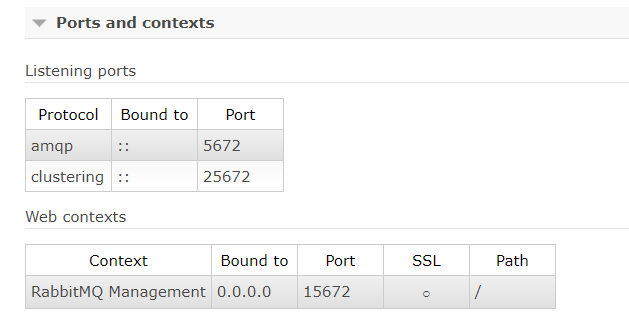 Ports and contexts
Listening ports
Protocol Bound to Port
amqp :: 5672
clustering :: 25672
Web contexts
Context Bound to Port SSL Path
RabbitMQ Management 0.0.0.0 15672 ○ /